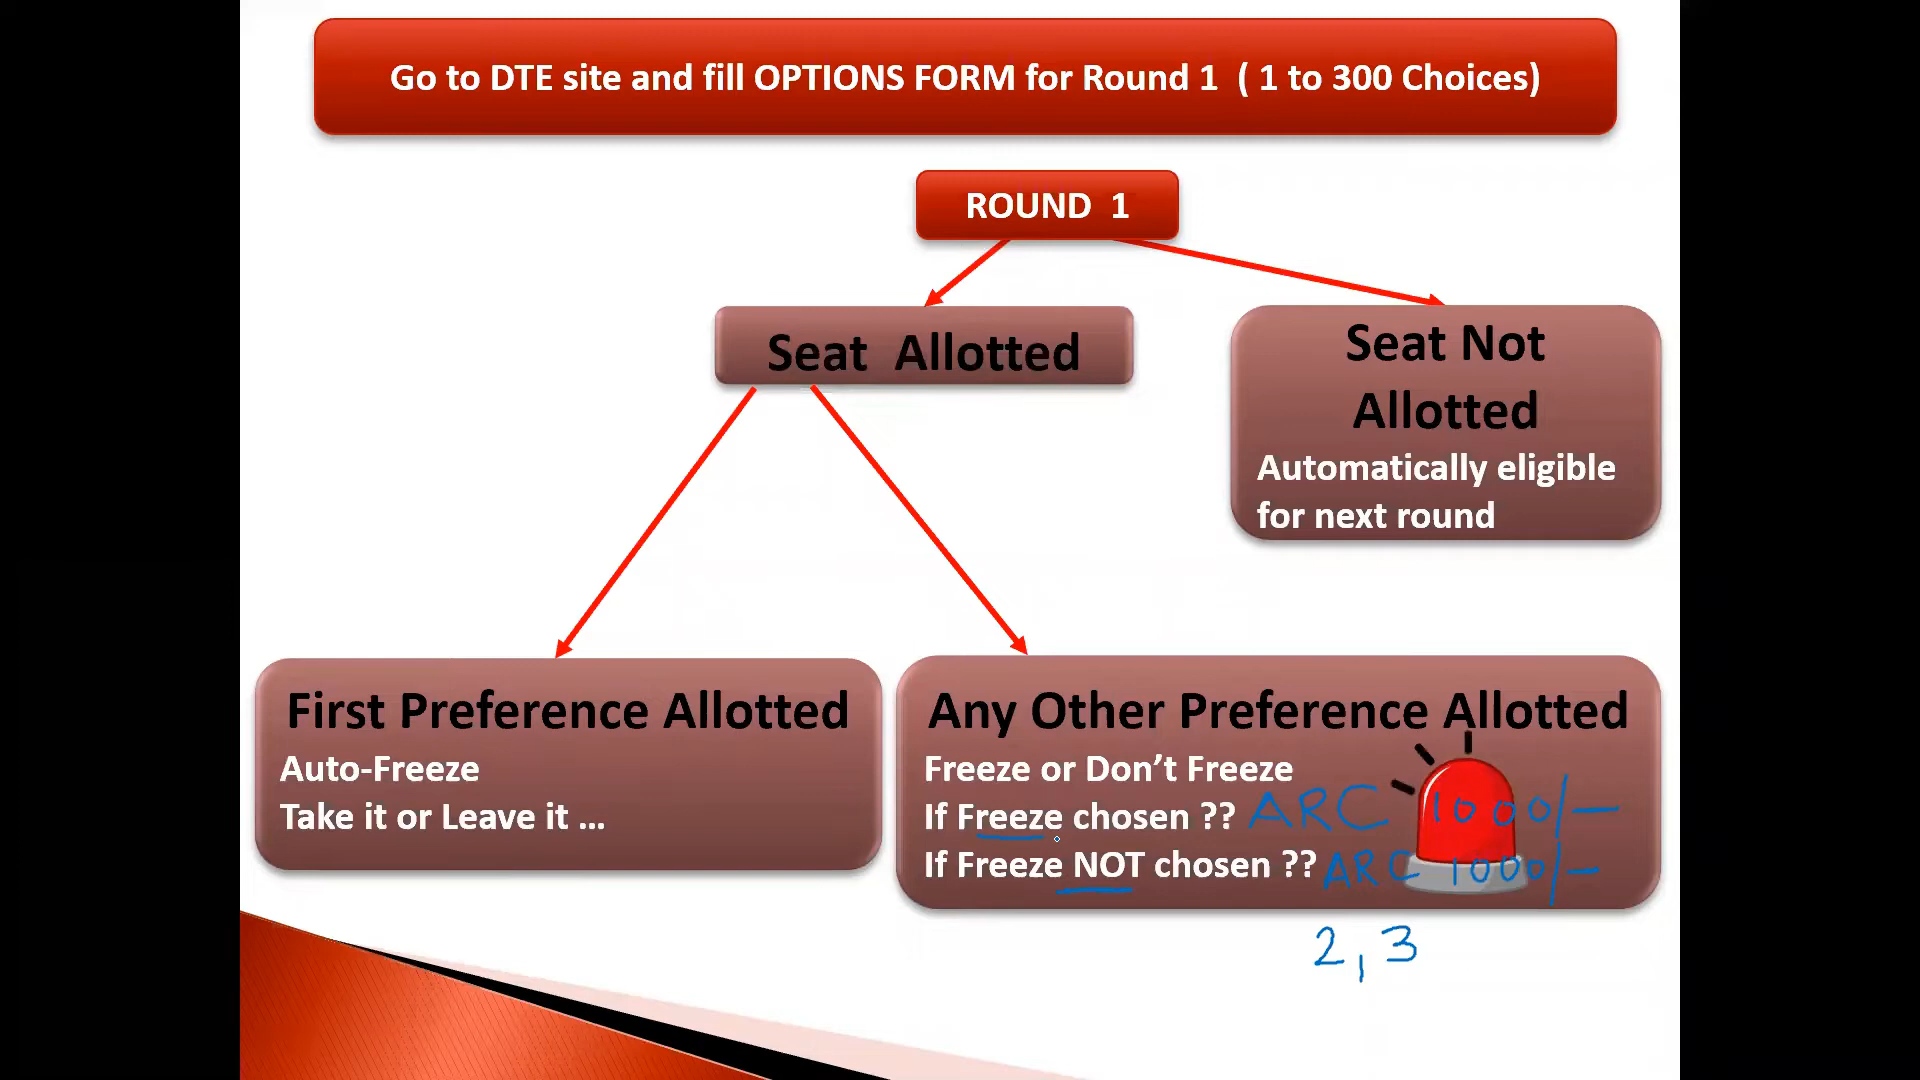 Go to DTE site and fill OPTIONS FORM for Round 1 ( 1 to 300 Choices)
ROUND 1
Seat Allotted
Seat Not
Allotted
Automatically eligible
for next round
First Preference Allotted
Auto-Freeze
Take it or Leave it ...
Any Other Preference Allotted
Freeze or Don't Freeze
If Freeze chosen ?? ARC 1000/-
If Freeze NOT chosen ?? ARC 1000/-
2, 3